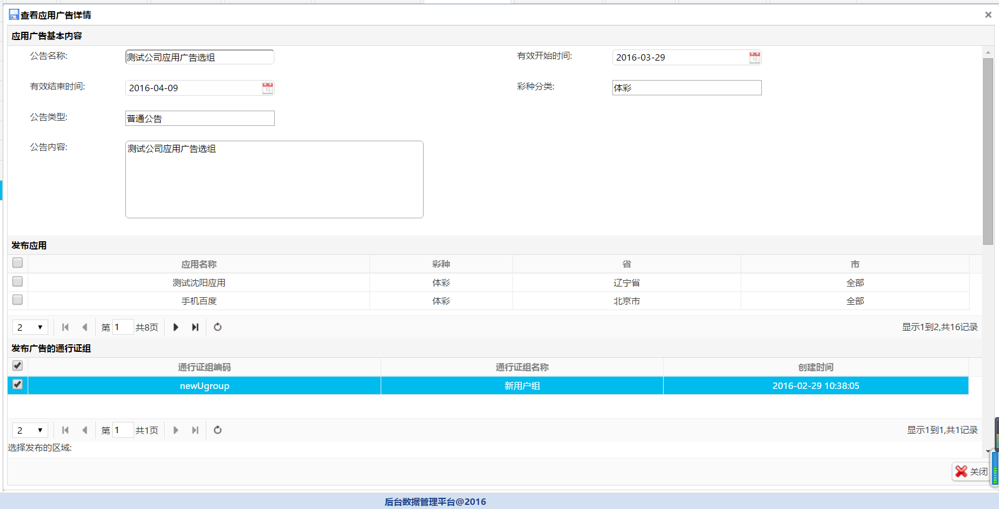 查看应用广告详情
应用广告基本内容
公告名称: 测试公司应用广告选组 有效开始时间: 2016-03-29
有效结束时间: 2016-04-09 彩种分类: 体彩
公告类型: 普通公告
公告内容: 测试公司应用广告选组
发布应用
应用名称 彩种 省 市
测试沈阳应用 体彩 辽宁省 全部
手机百度 体彩 北京市 全部
2 第 1 共8页 显示1到2,共16记录
发布广告的通行证组
通行证组编码 通行证组名称 创建时间
newUgroup 新用户组 2016-02-29 10:38:05
2 第 1 共1页 显示1到1,共1记录
选择发布的区域:
关闭
后台数据管理平台@2016